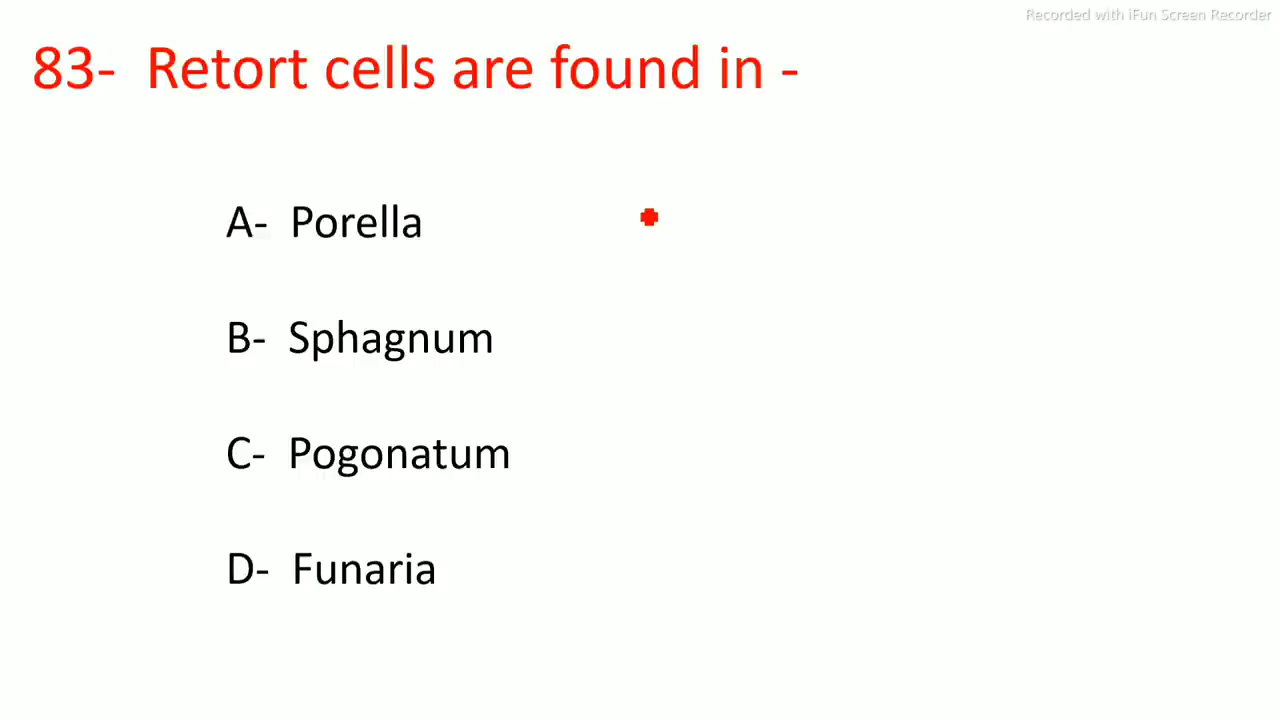 Recorded with iFun Screen Recorder
83- Retort cells are found in -
A- Porella
B- Sphagnum
C- Pogonatum
D- Funaria